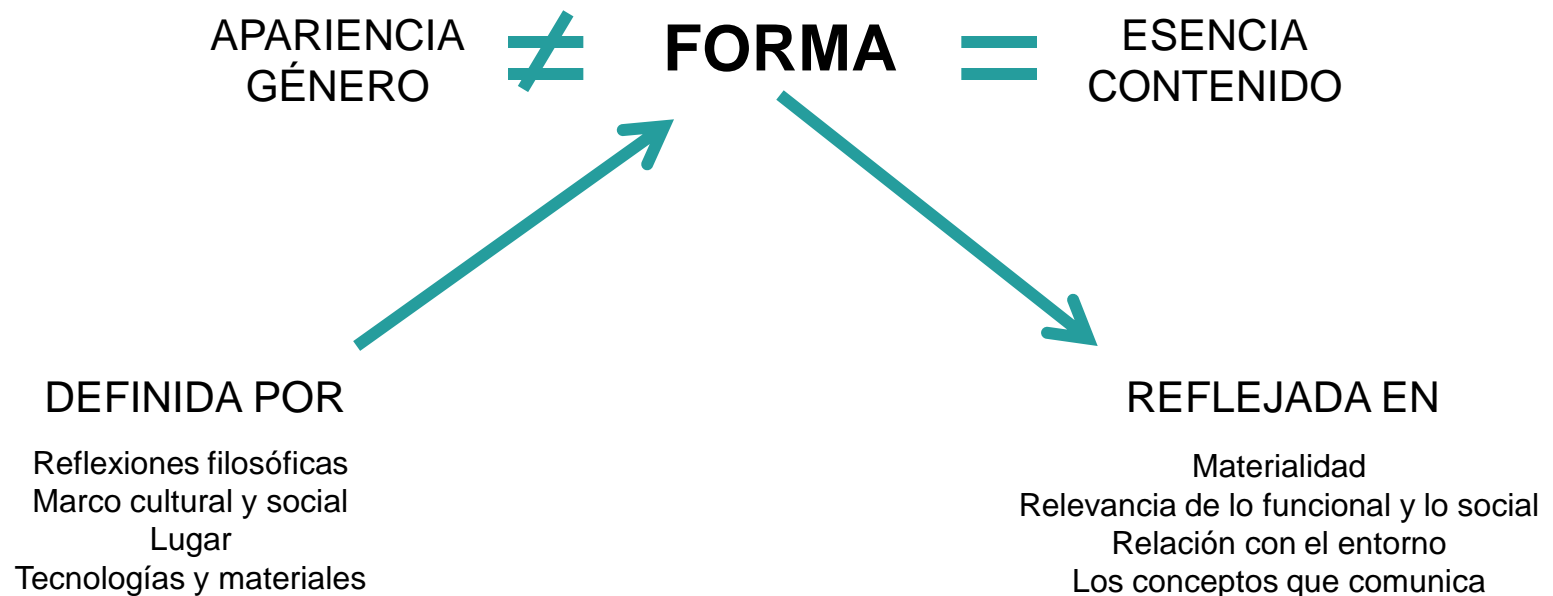 APARIENCIA
GÉNERO
≠
FORMA
=
ESENCIA
CONTENIDO
DEFINIDA POR
Reflexiones filosóficas
Marco cultural y social
Lugar
Tecnologías y materiales
REFLEJADA EN
Materialidad
Relevancia de lo funcional y lo social
Relación con el entorno
Los conceptos que comunica